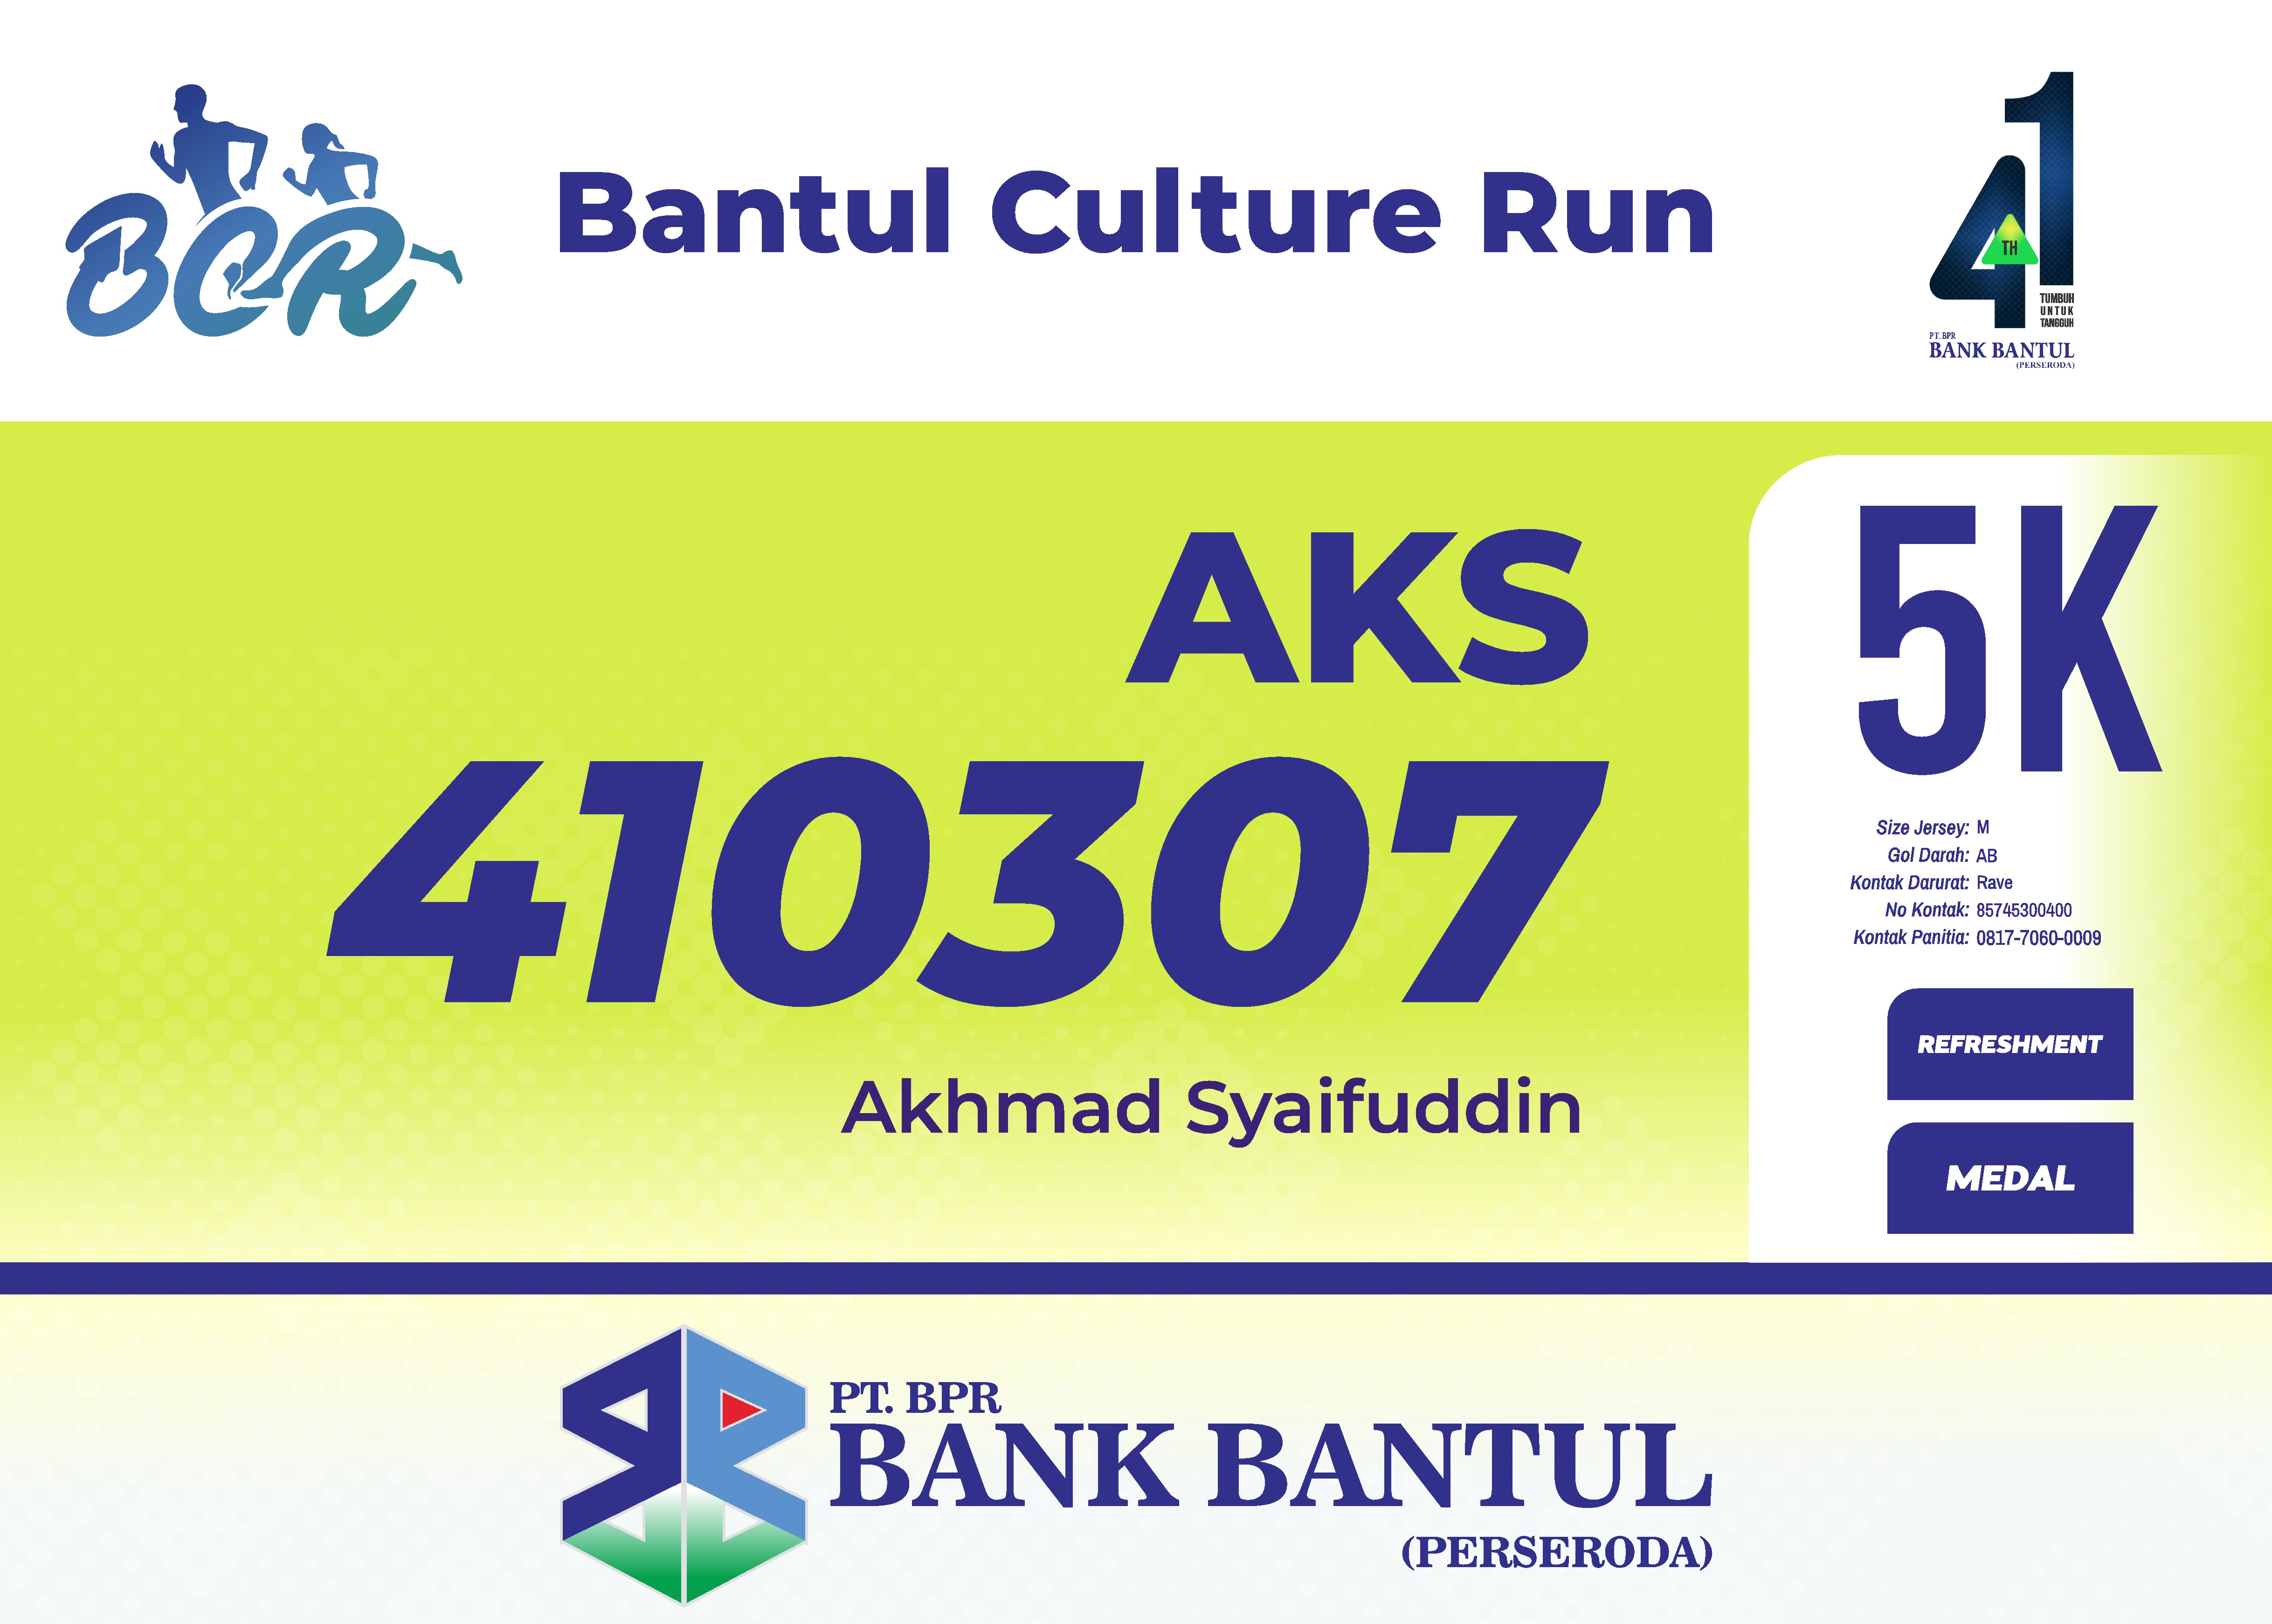 BCR
Bantul Culture Run
41
TH
TUMBUH
UNTUK
TANGGUH
PT. BPR
BANK BANTUL
(PERSERODA)
AKS
410307
Akhmad Syaifuddin
5K
Size Jersey: M
Gol Darah: AB
Kontak Darurat: Rave
No Kontak: 85745300400
Kontak Panitia: 0817-7060-0009
REFRESHMENT
MEDAL
PT. BPR
BANK BANTUL
(PERSERODA)